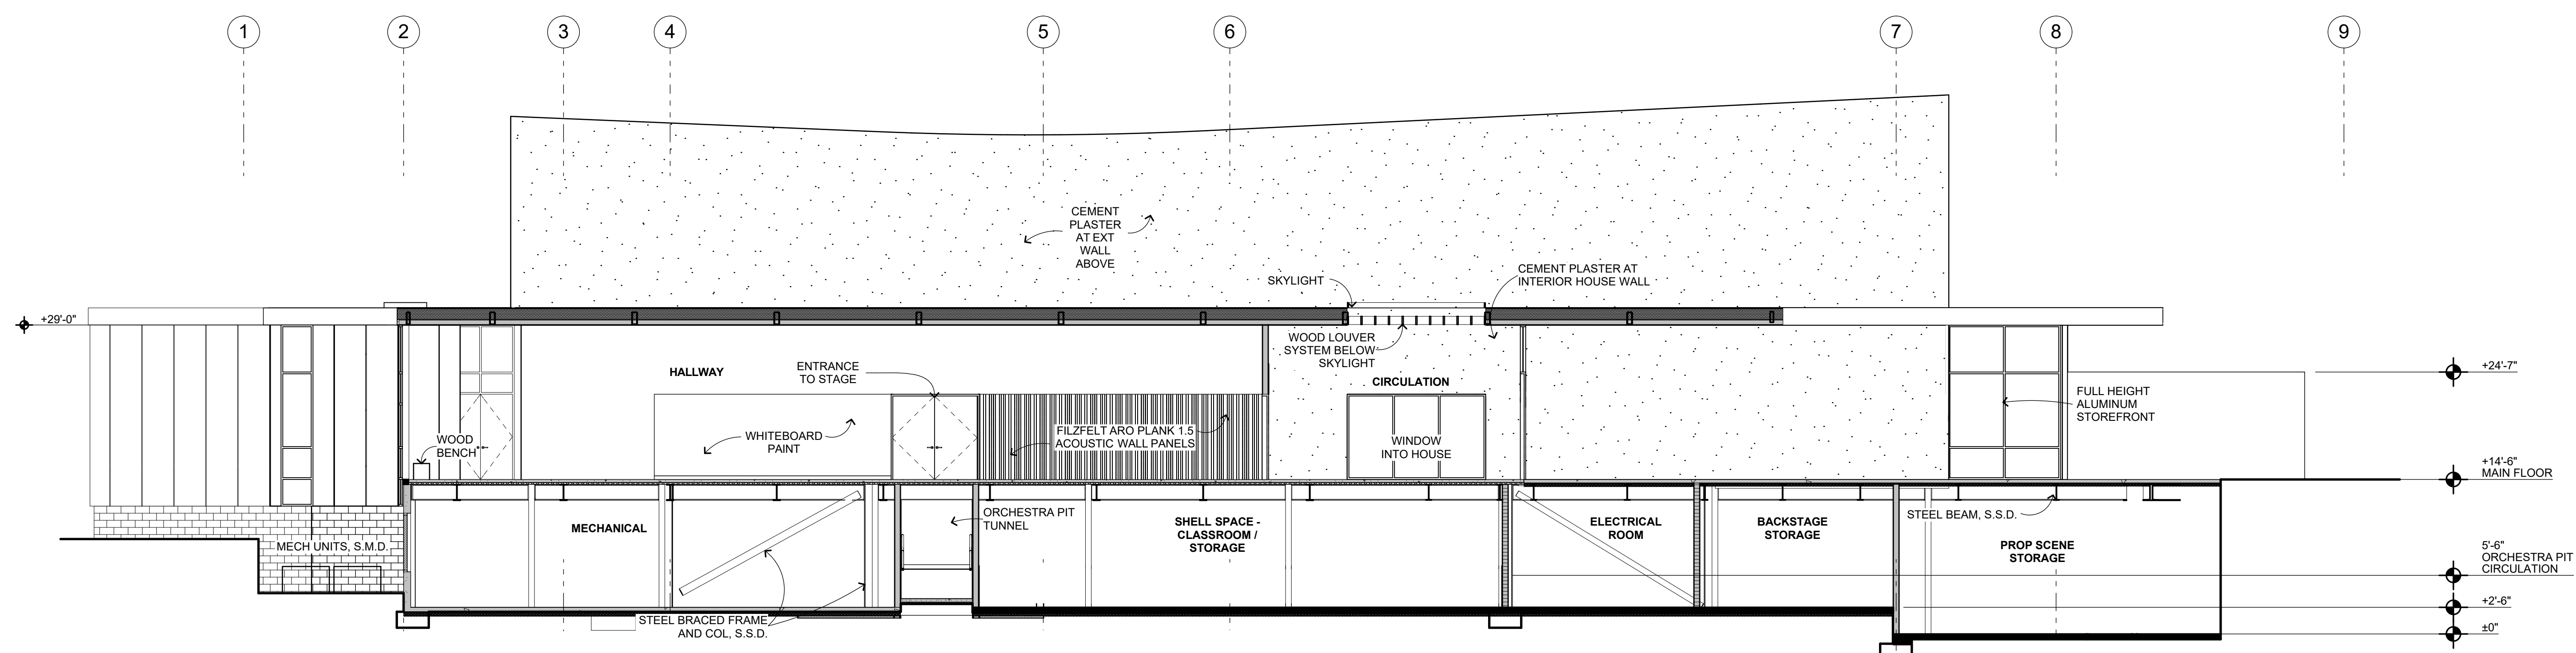 1
2
3
4
5
6
7
8
9
CEMENT
PLASTER
AT EXT
WALL
ABOVE
SKYLIGHT
CEMENT PLASTER AT
INTERIOR HOUSE WALL
+29'-0"
WOOD LOUVER
SYSTEM BELOW
SKYLIGHT
HALLWAY
ENTRANCE
TO STAGE
CIRCULATION
+24'-7"
FULL HEIGHT
ALUMINUM
STOREFRONT
WOOD
BENCH
WHITEBOARD
PAINT
FILZFELT ARO PLANK 1.5
ACOUSTIC WALL PANELS
WINDOW
INTO HOUSE
+14'-6"
MAIN FLOOR
MECHANICAL
ORCHESTRA PIT
TUNNEL
SHELL SPACE -
CLASSROOM /
STORAGE
ELECTRICAL
ROOM
BACKSTAGE
STORAGE
STEEL BEAM, S.S.D.
PROP SCENE
STORAGE
MECH UNITS, S.M.D.
5'-6"
ORCHESTRA PIT
CIRCULATION
+2'-6"
STEEL BRACED FRAME
AND COL, S.S.D.
±0"